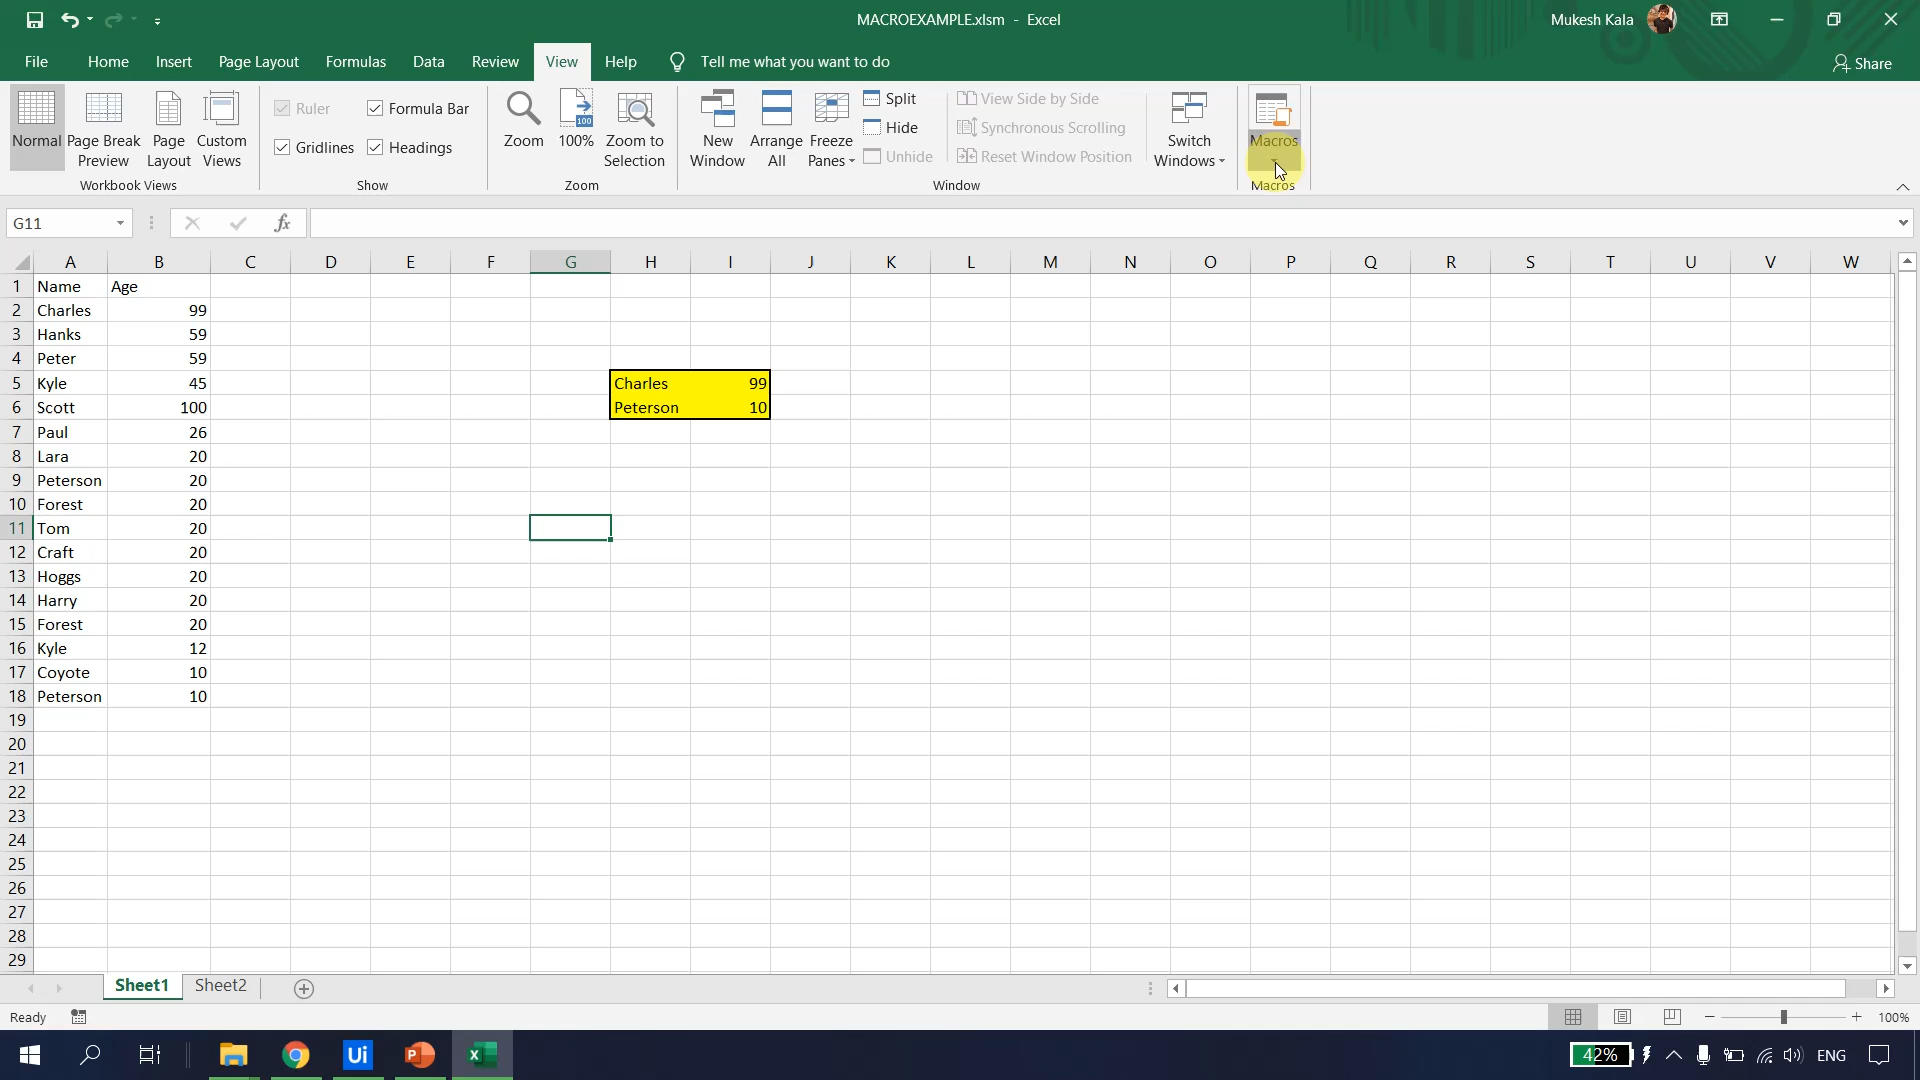 MACROEXAMPLE.xlsm - Excel
Mukesh Kala
File Home Insert Page Layout Formulas Data Review View Help Tell me what you want to do
Share
Normal
Page Break Preview
Page Layout
Custom Views
Workbook Views
Ruler
Formula Bar
Gridlines
Headings
Show
Zoom
100
100%
Zoom to Selection
Zoom
New Window
Arrange All
Freeze Panes
Split
Hide
Unhide
View Side by Side
Synchronous Scrolling
Reset Window Position
Switch Windows
Window
Macros
Macros
G11
fx
A B C D E F G H I J K L M N O P Q R S T U V W
1 Name Age
2 Charles 99
3 Hanks 59
4 Peter 59
5 Kyle 45 Charles 99
6 Scott 100 Peterson 10
7 Paul 26
8 Lara 20
9 Peterson 20
10 Forest 20
11 Tom 20
12 Craft 20
13 Hoggs 20
14 Harry 20
15 Forest 20
16 Kyle 12
17 Coyote 10
18 Peterson 10
19
20
21
22
23
24
25
26
27
28
29
Sheet1 Sheet2
Ready
100%
Ui
42%
ENG